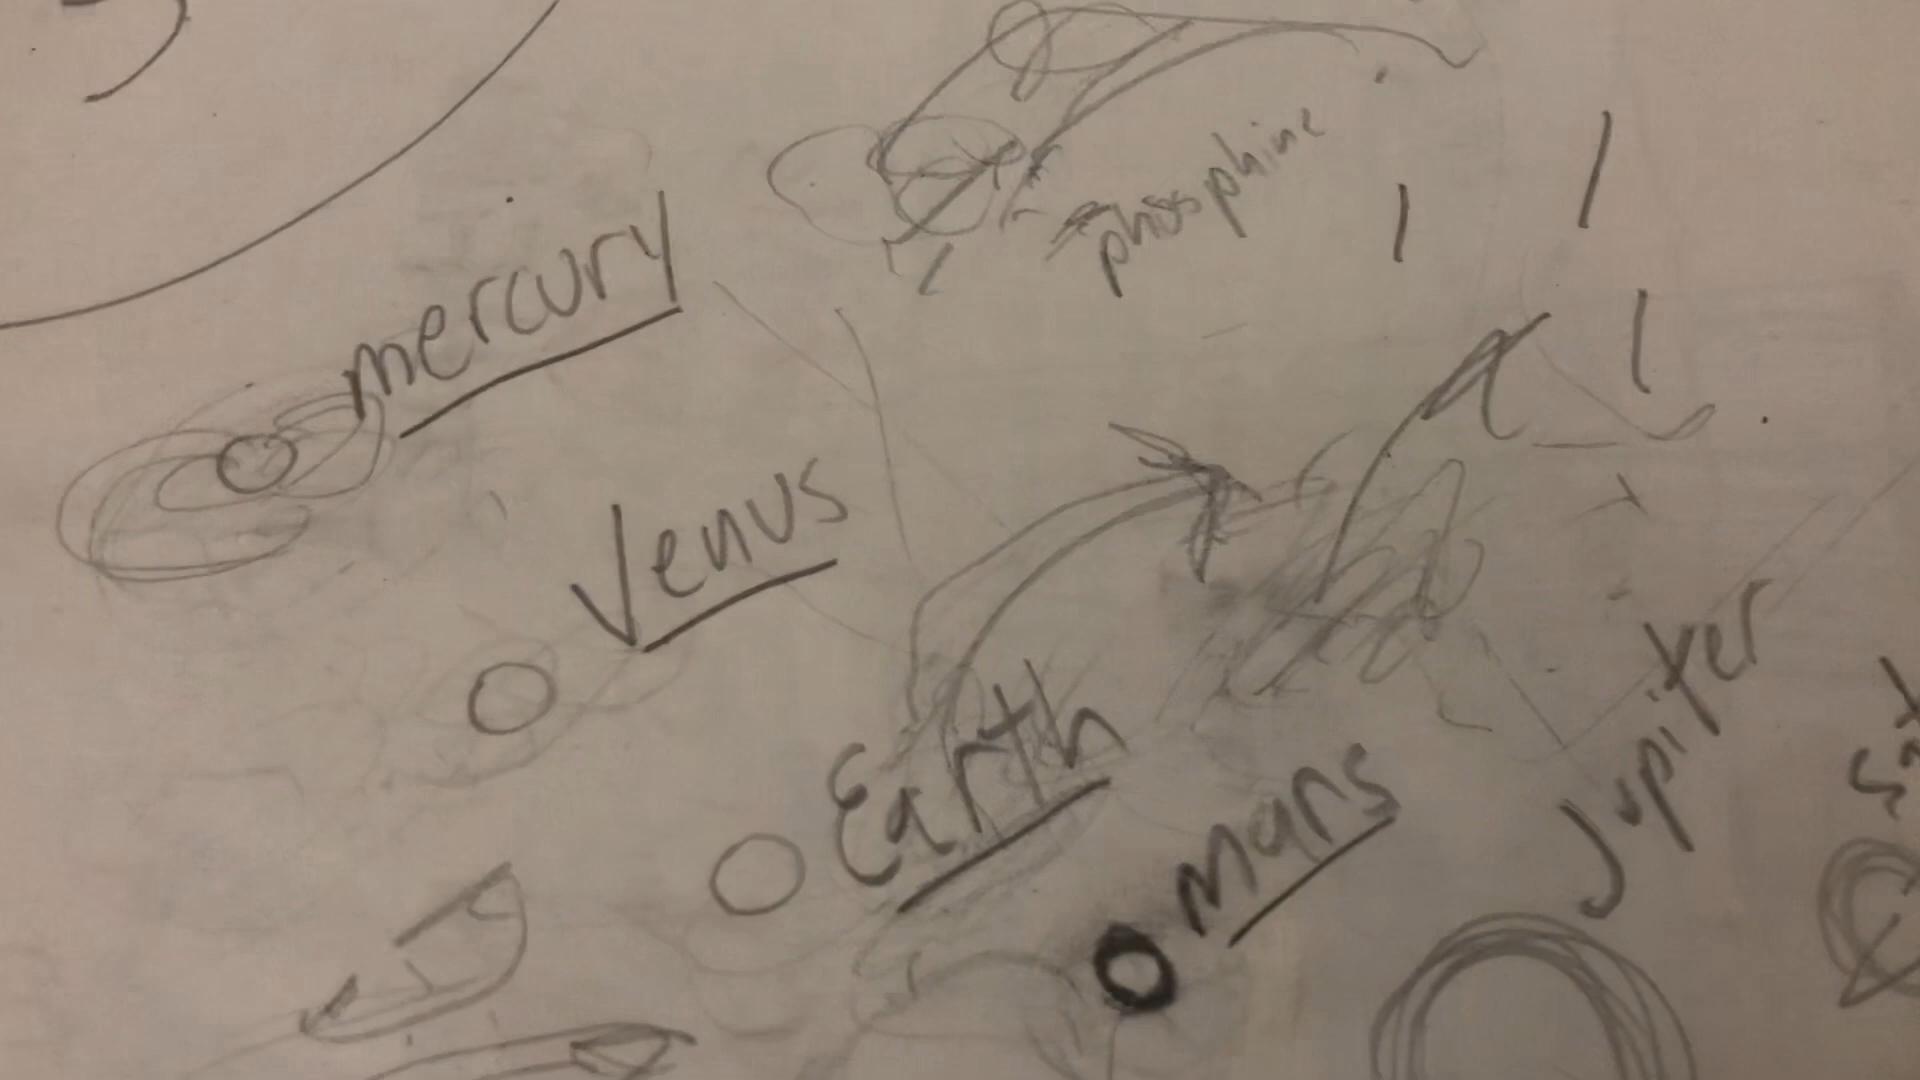 phosphine
mercury
Venus
Earth
mars
Jupiter